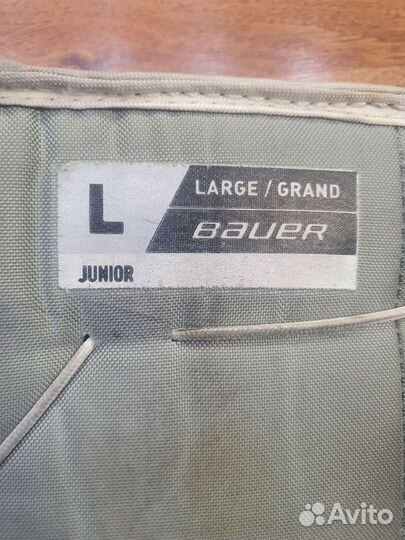 L
LARGE / GRAND
BAUER
JUNIOR
Avito